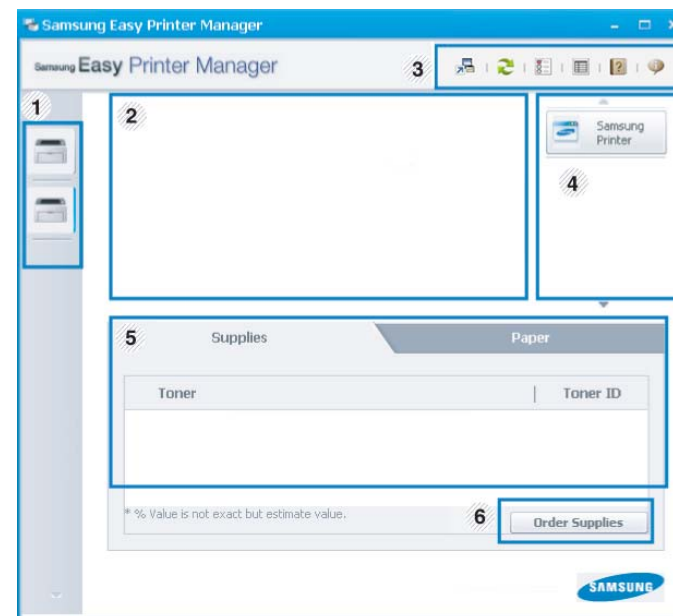 Samsung Easy Printer Manager
Samsung Easy Printer Manager
3
1
2
Samsung
Printer
4
5
Supplies
Paper
Toner
Toner ID
* % Value is not exact but estimate value.
6
Order Supplies
SAMSUNG